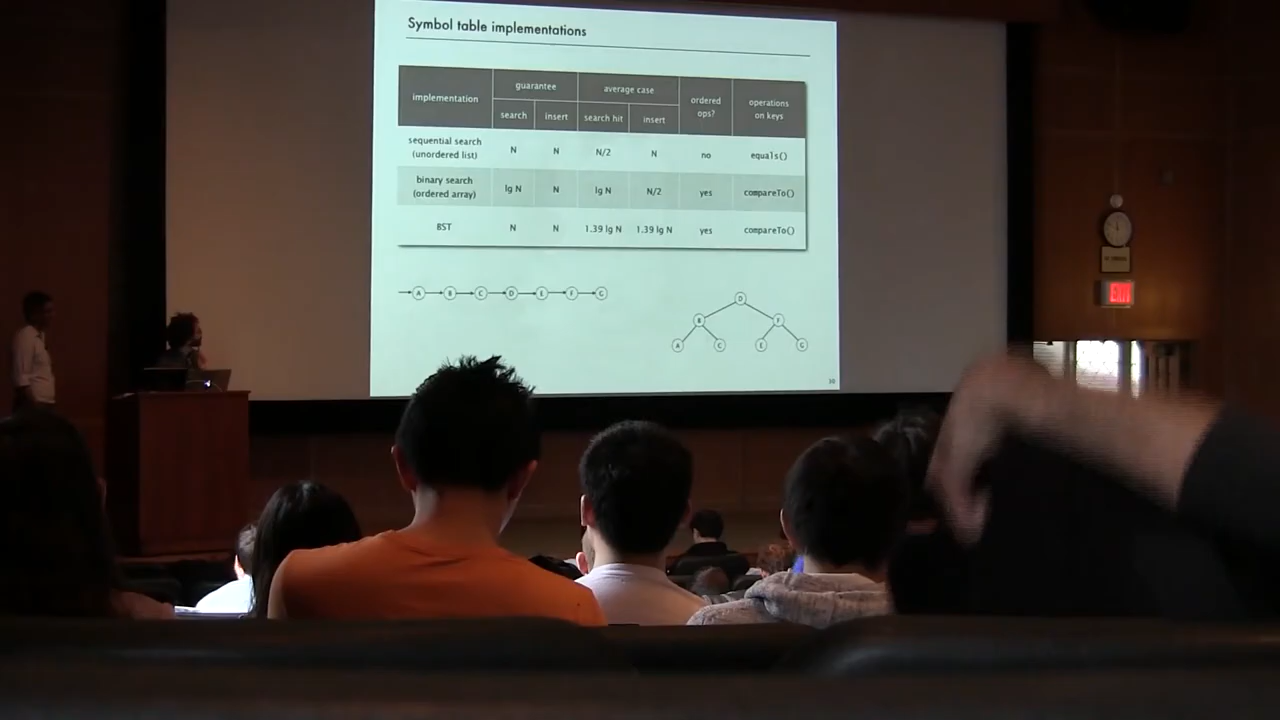 Symbol table implementations
implementation
guarantee
average case
ordered
ops?
operations
on keys
search
insert
search hit
insert
sequential search
(unordered list)
N
N
N/2
N
no
equals()
binary search
(ordered array)
lg N
N
lg N
N/2
yes
compareTo()
BST
N
N
1.39 lg N
1.39 lg N
yes
compareTo()
A B C D E F G
D
B F
A C E G
30
EXIT